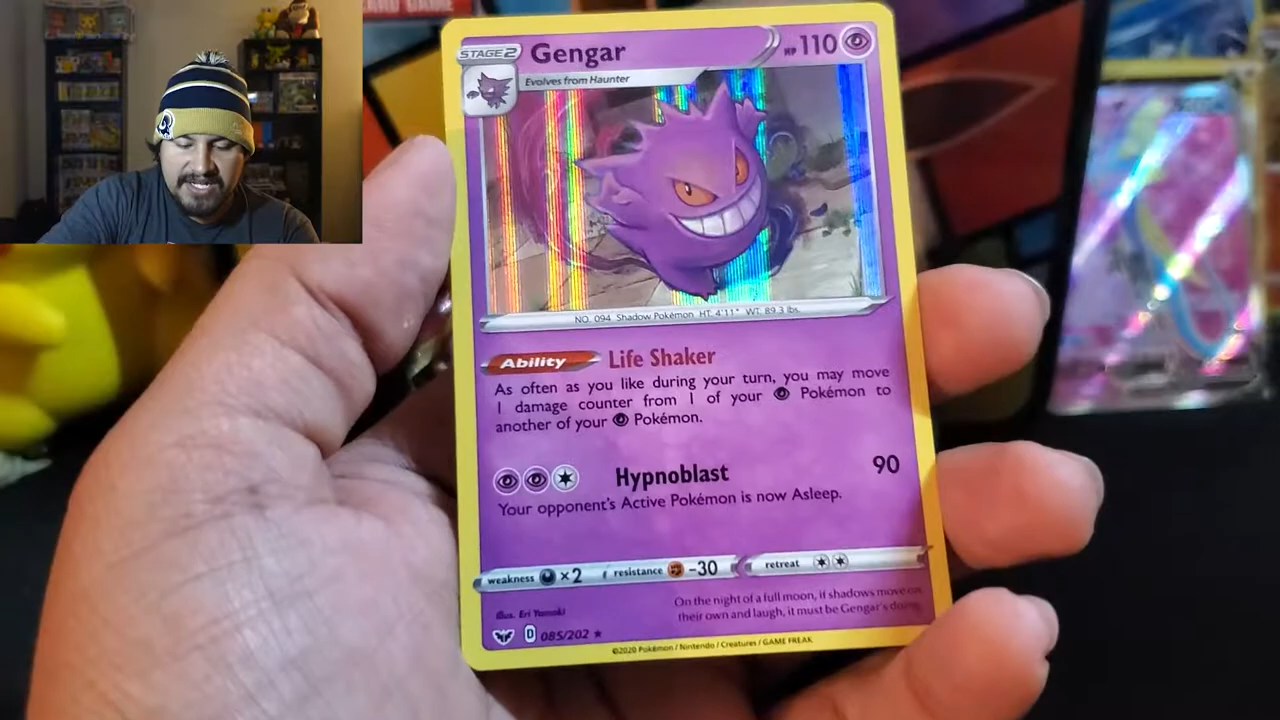 STAGE 2
Gengar
HP 110
Evolves from Haunter
NO. 094 Shadow Pokémon HT: 4'11" WT: 89.3 lbs.
Ability Life Shaker
As often as you like during your turn, you may move
1 damage counter from 1 of your Pokémon to
another of your Pokémon.
Hypnoblast 90
Your opponent's Active Pokémon is now Asleep.
weakness ×2 resistance -30 retreat
On the night of a full moon, if shadows move on
their own and laugh, it must be Gengar's doing.
Illus. Eri Yamaki
D 085/202
©2020 Pokémon / Nintendo / Creatures / GAME FREAK